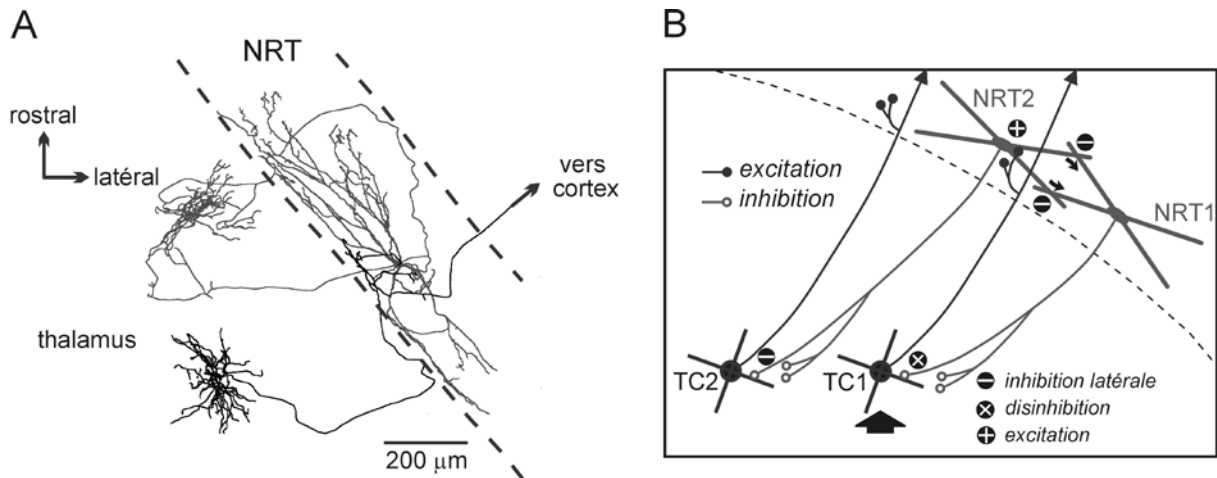 A
NRT
rostral
latéral
vers
cortex
thalamus
200 μm
B
NRT2
excitation
inhibition
NRT1
TC2
TC1
inhibition latérale
disinhibition
excitation